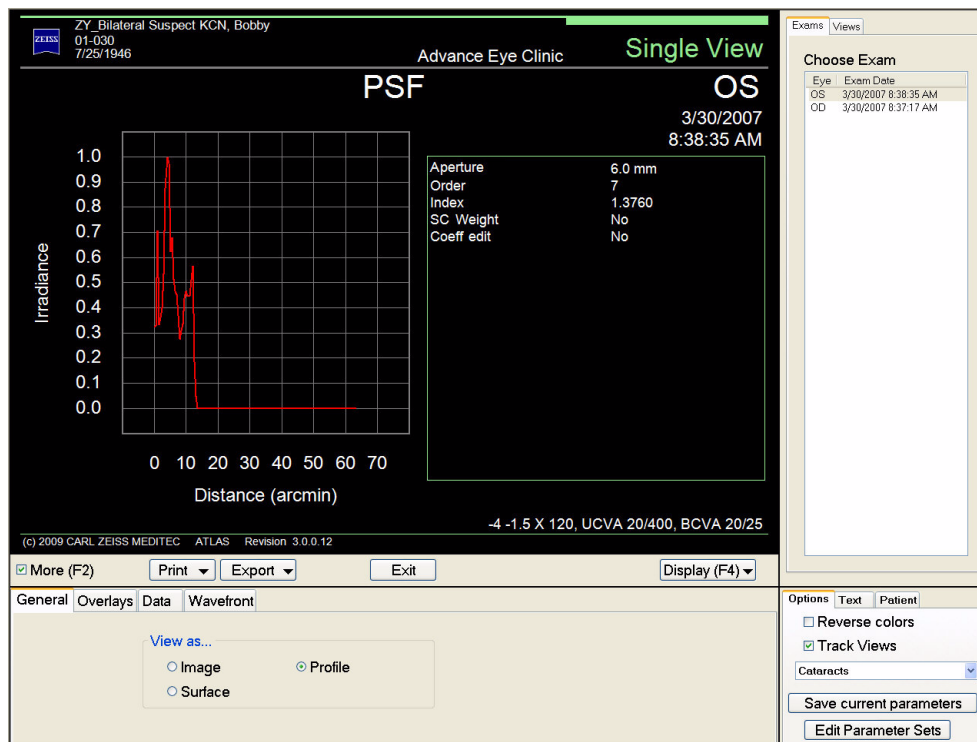 ZEISS
ZY_Bilateral Suspect KCN, Bobby
01-030
7/25/1946
Advance Eye Clinic
Single View
PSF
OS
3/30/2007
8:38:35 AM
Irradiance
1.0
0.9
0.8
0.7
0.6
0.5
0.4
0.3
0.2
0.1
0.0
0 10 20 30 40 50 60 70
Distance (arcmin)
Aperture 6.0 mm
Order 7
Index 1.3760
SC Weight No
Coeff edit No
-4 -1.5 X 120, UCVA 20/400, BCVA 20/25
(c) 2009 CARL ZEISS MEDITEC ATLAS Revision 3.0.0.12
More (F2) Print Export Exit Display (F4)
General Overlays Data Wavefront
View as...
Image Profile
Surface
Exams Views
Choose Exam
Eye Exam Date
OS 3/30/2007 8:38:35 AM
OD 3/30/2007 8:37:17 AM
Options Text Patient
Reverse colors
Track Views
Cataracts
Save current parameters
Edit Parameter Sets